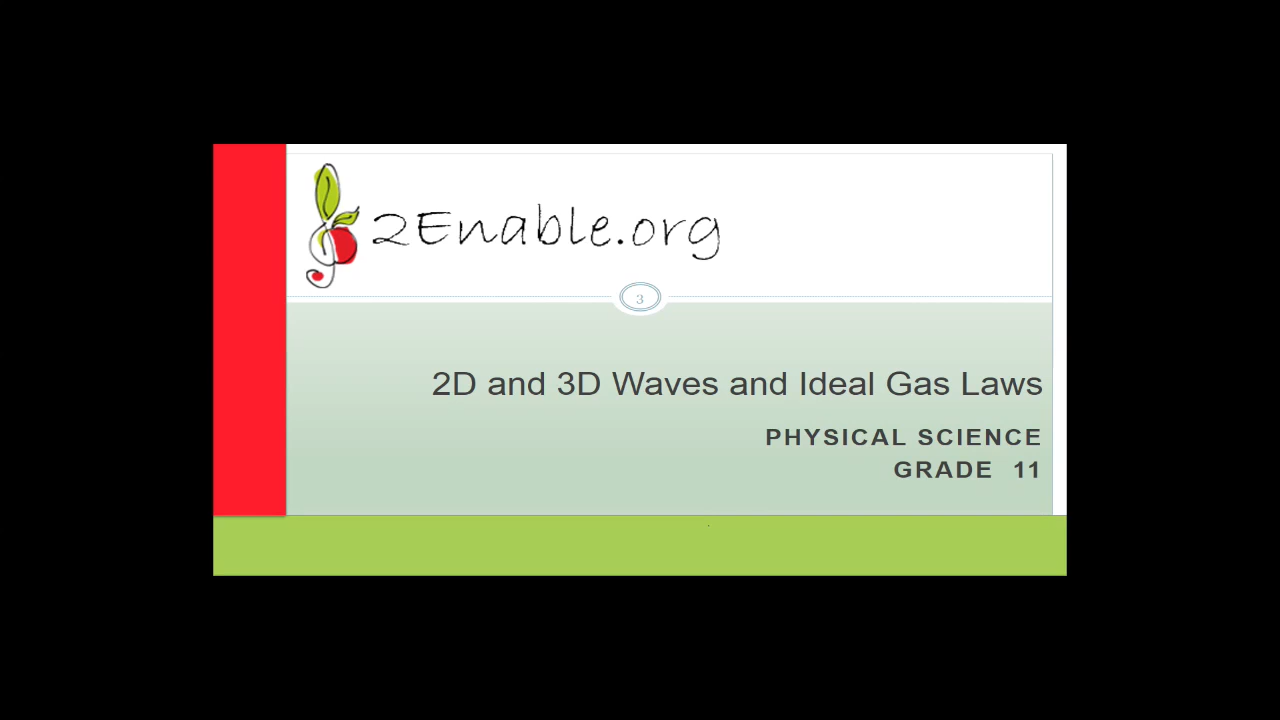 2Enable.org
3
2D and 3D Waves and Ideal Gas Laws
PHYSICAL SCIENCE
GRADE 11